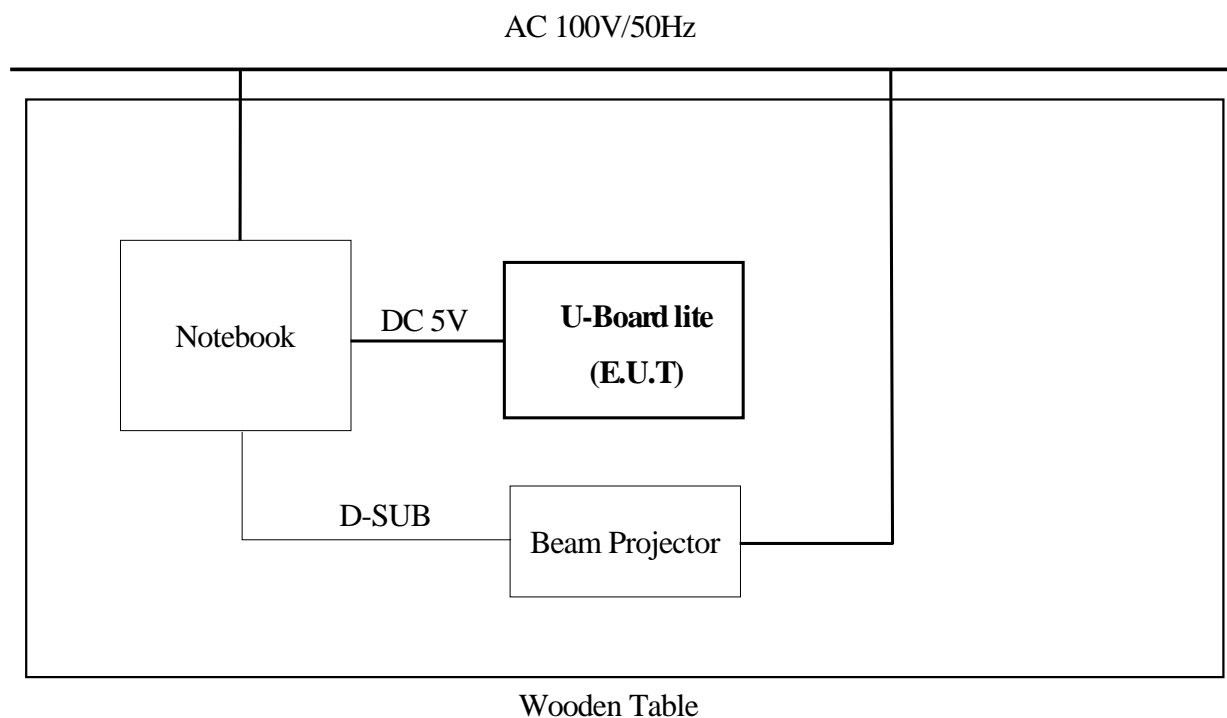 AC 100V/50Hz
Notebook
DC 5V
U-Board lite
(E.U.T)
D-SUB
Beam Projector
Wooden Table